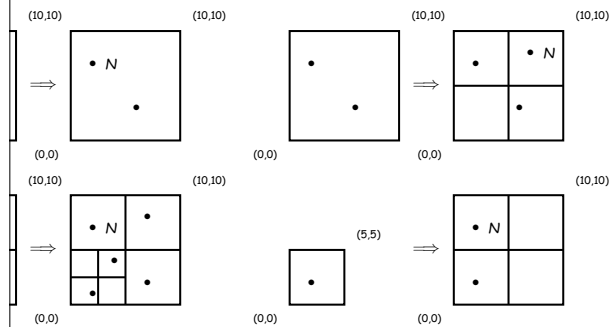 (10,10) (10,10) (10,10) (10,10)
N N
(0,0) (0,0) (0,0)
(10,10) (10,10) (10,10)
N (5,5) N
(0,0) (0,0) (0,0)